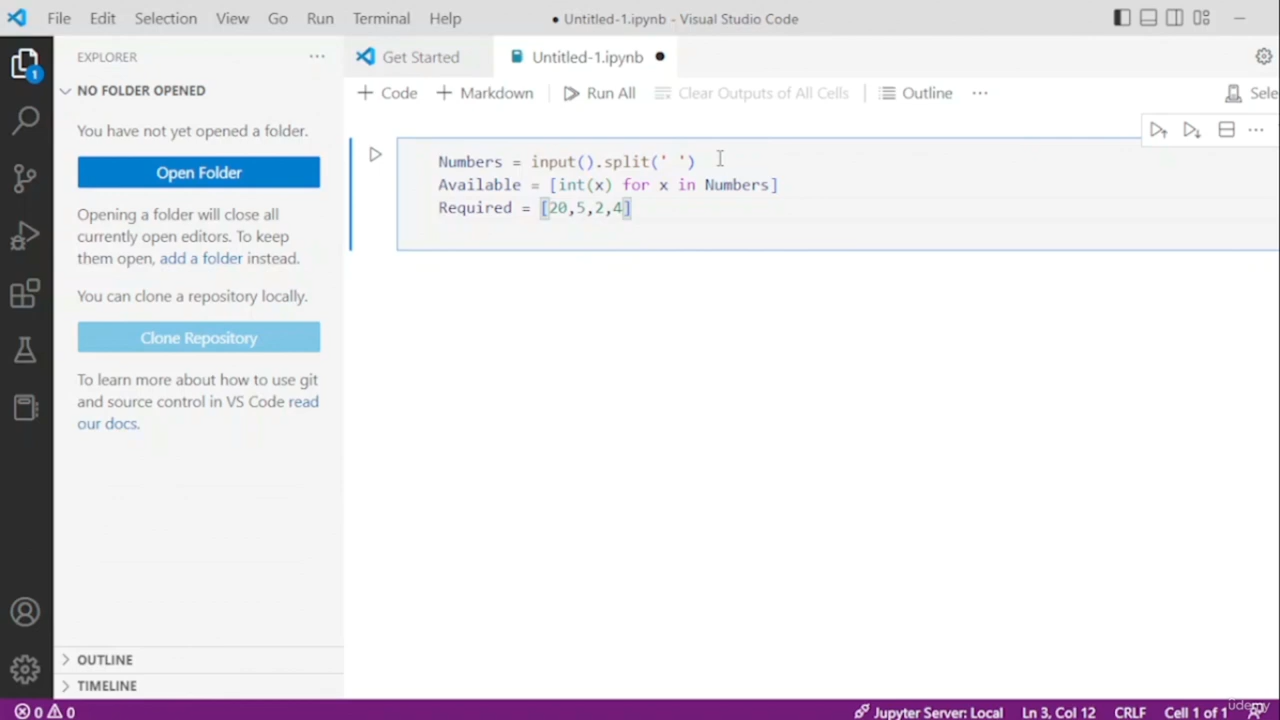 File Edit Selection View Go Run Terminal Help
● Untitled-1.ipynb - Visual Studio Code
EXPLORER ···
Get Started
Untitled-1.ipynb ●
NO FOLDER OPENED
+ Code + Markdown Run All Clear Outputs of All Cells Outline ··· Sele
You have not yet opened a folder.
Open Folder
Opening a folder will close all
currently open editors. To keep
them open, add a folder instead.
You can clone a repository locally.
Clone Repository
To learn more about how to use git
and source control in VS Code read
our docs.
Numbers = input().split(' ')
Available = [int(x) for x in Numbers]
Required = [20,5,2,4]
1
OUTLINE
TIMELINE
0 0 Jupyter Server: Local Ln 3, Col 12 CRLF Cell 1 of 1
ûdemy